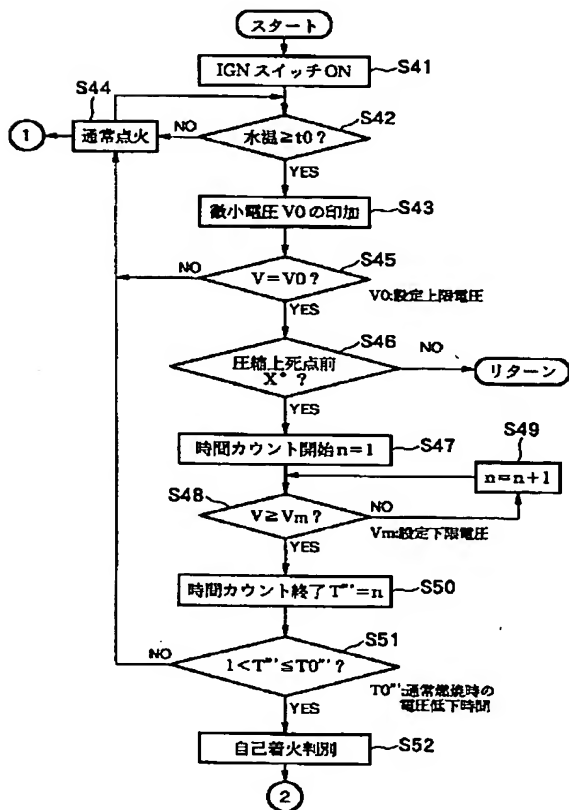 スタート
IGN スイッチ ON
S41
S44
通常点火
1
NO
水温≧t0？
S42
YES
微小電圧 V0 の印加
S43
NO
V＝V0？
S45
V0:設定上限電圧
YES
圧縮上死点前
X°？
S46
NO
リターン
YES
時間カウント開始 n＝1
S47
S49
n＝n＋1
S48
V≧Vm？
NO
Vm:設定下限電圧
YES
時間カウント終了 T"'＝n
S50
NO
1＜T"'≦T0"'？
S51
T0"':通常燃焼時の
電圧低下時間
YES
自己着火判別
S52
2